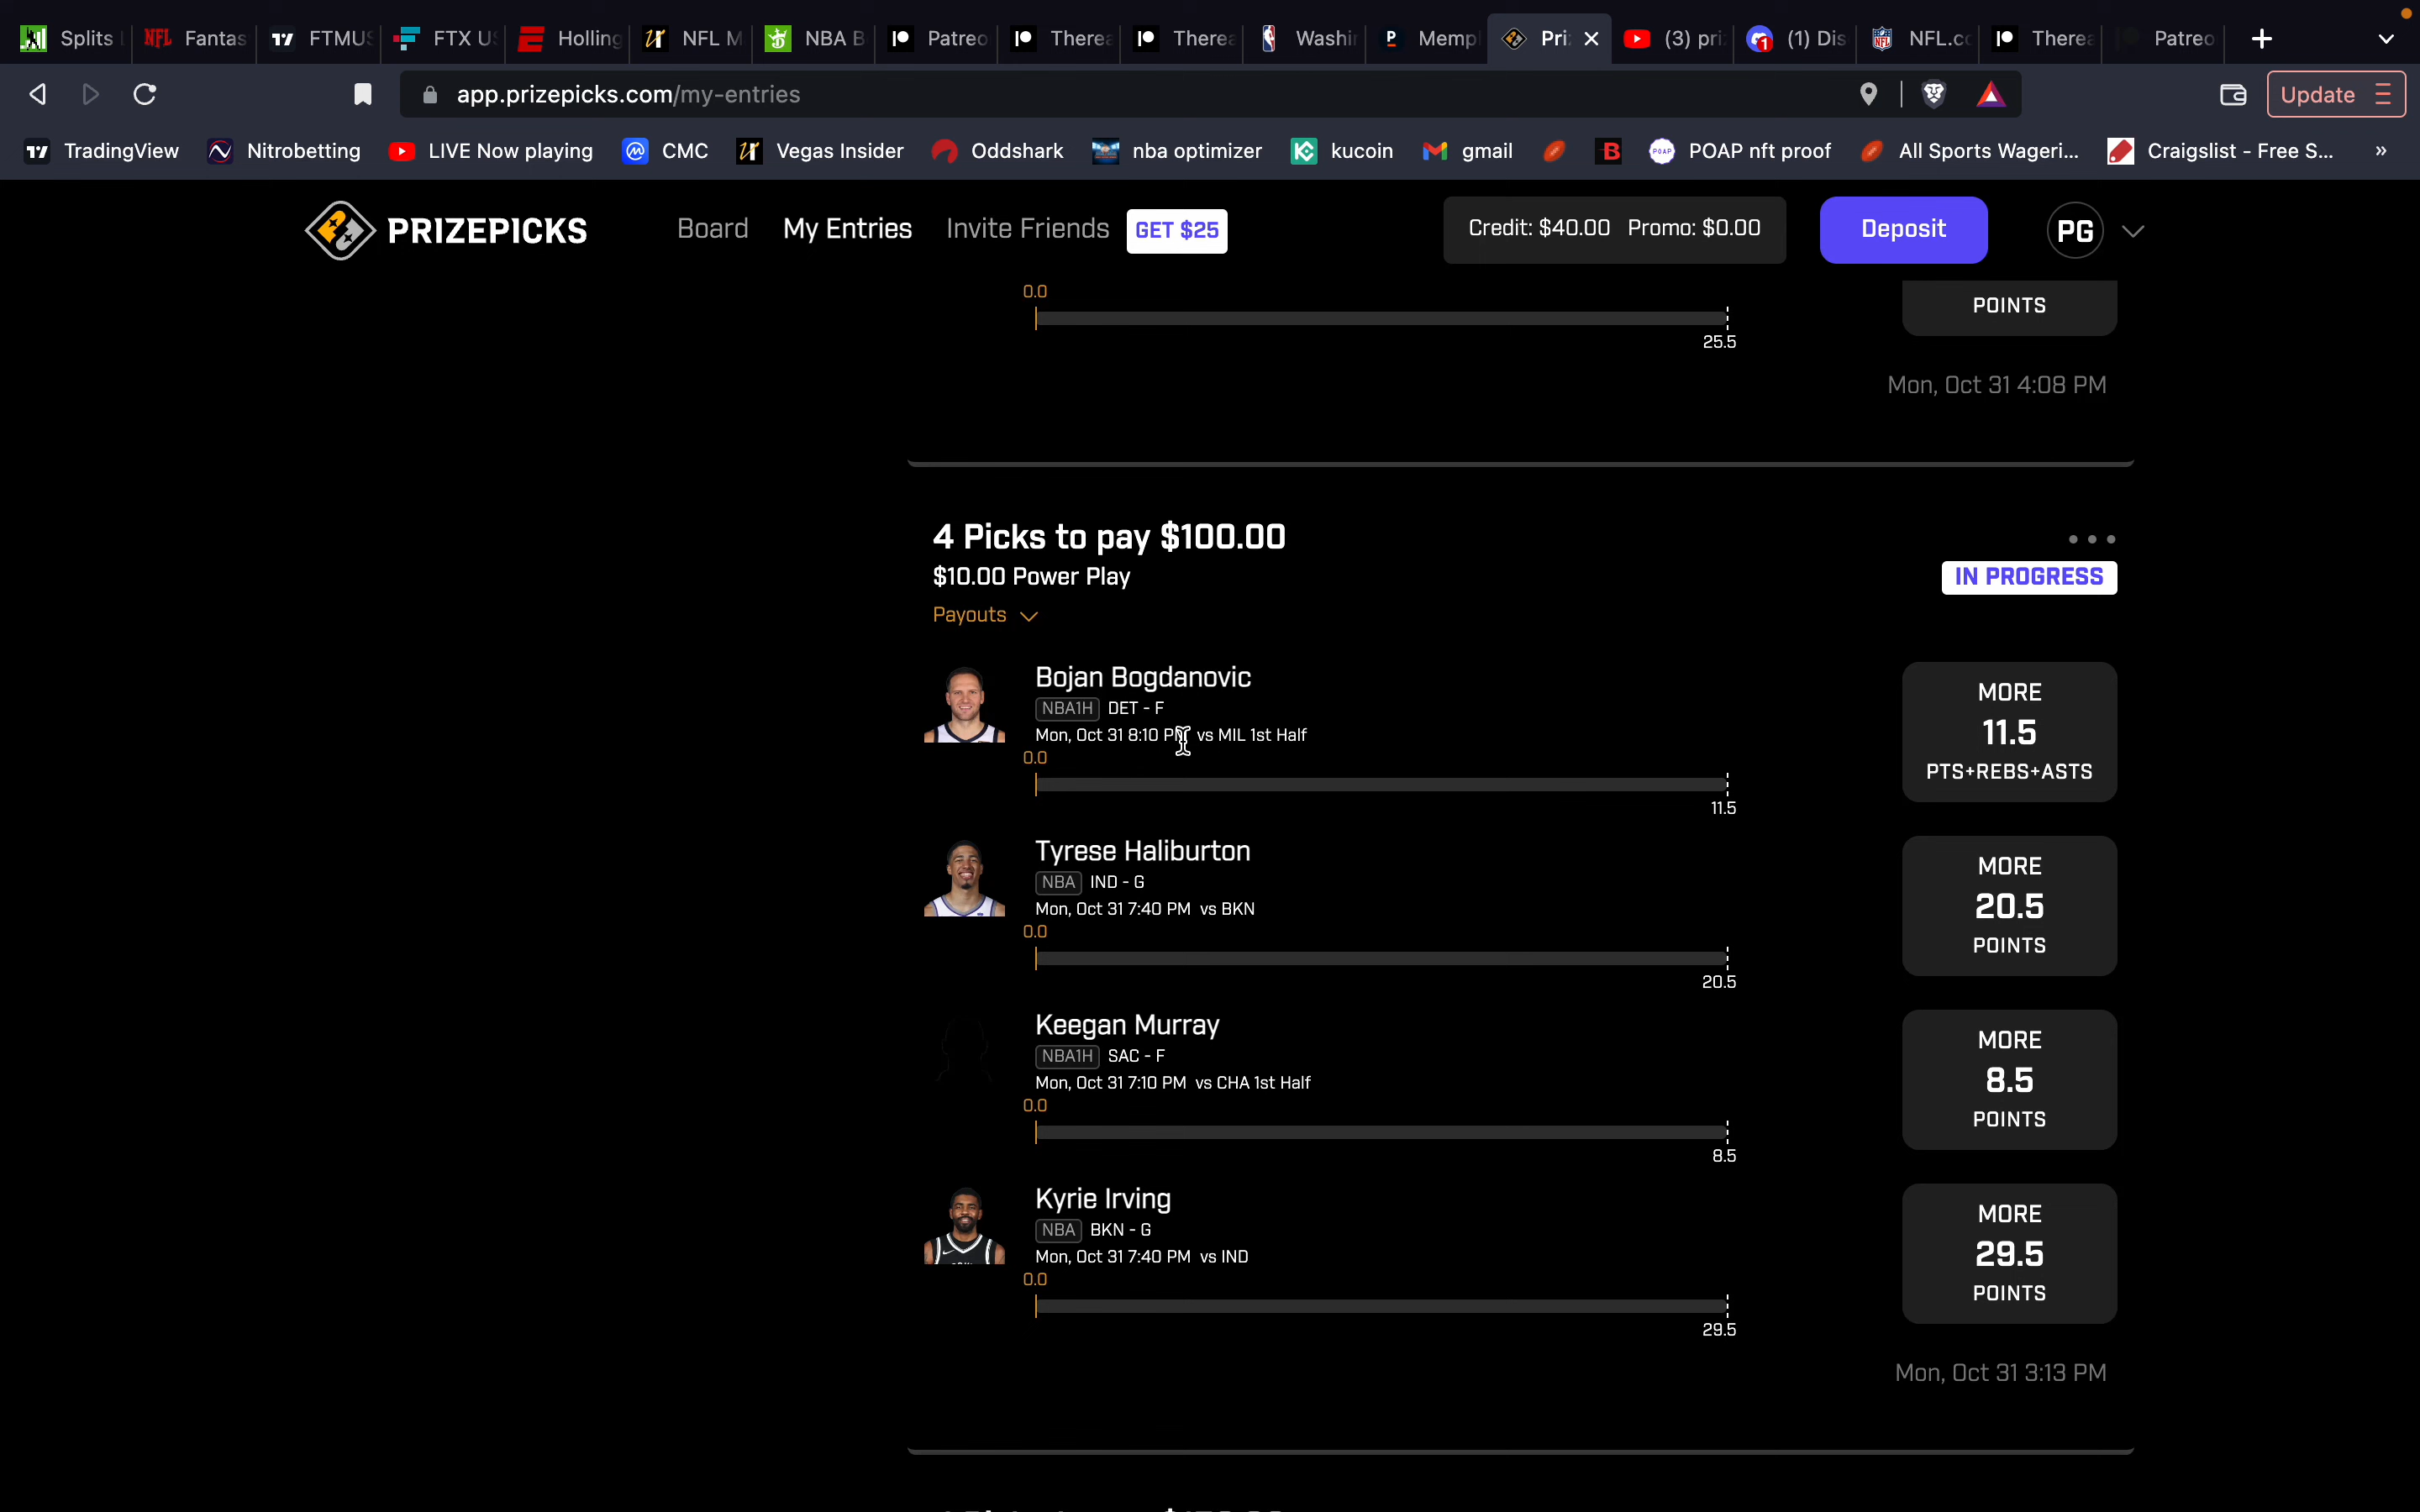 Splits
NFL Fantas
FTMUS
FTX US
Holling
NFL M
NBA B
Patreo
Therea
Therea
Washi
Memp
Pri
(3) pri
(1) Dis
NFL.c
Therea
Patreo
app.prizepicks.com/my-entries
Update
TradingView
Nitrobetting
LIVE Now playing
CMC
Vegas Insider
Oddshark
nba optimizer
kucoin
gmail
B
POAP nft proof
All Sports Wageri...
Craigslist - Free S...
»
PRIZEPICKS
Board
My Entries
Invite Friends
GET $25
Credit: $40.00 Promo: $0.00
Deposit
PG
0.0
25.5
POINTS
Mon, Oct 31 4:08 PM
4 Picks to pay $100.00
$10.00 Power Play
IN PROGRESS
Payouts
Bojan Bogdanovic
NBA1H DET - F
Mon, Oct 31 8:10 PM vs MIL 1st Half
0.0
11.5
MORE
11.5
PTS+REBS+ASTS
Tyrese Haliburton
NBA IND - G
Mon, Oct 31 7:40 PM vs BKN
0.0
20.5
MORE
20.5
POINTS
Keegan Murray
NBA1H SAC - F
Mon, Oct 31 7:10 PM vs CHA 1st Half
0.0
8.5
MORE
8.5
POINTS
Kyrie Irving
NBA BKN - G
Mon, Oct 31 7:40 PM vs IND
0.0
29.5
MORE
29.5
POINTS
Mon, Oct 31 3:13 PM